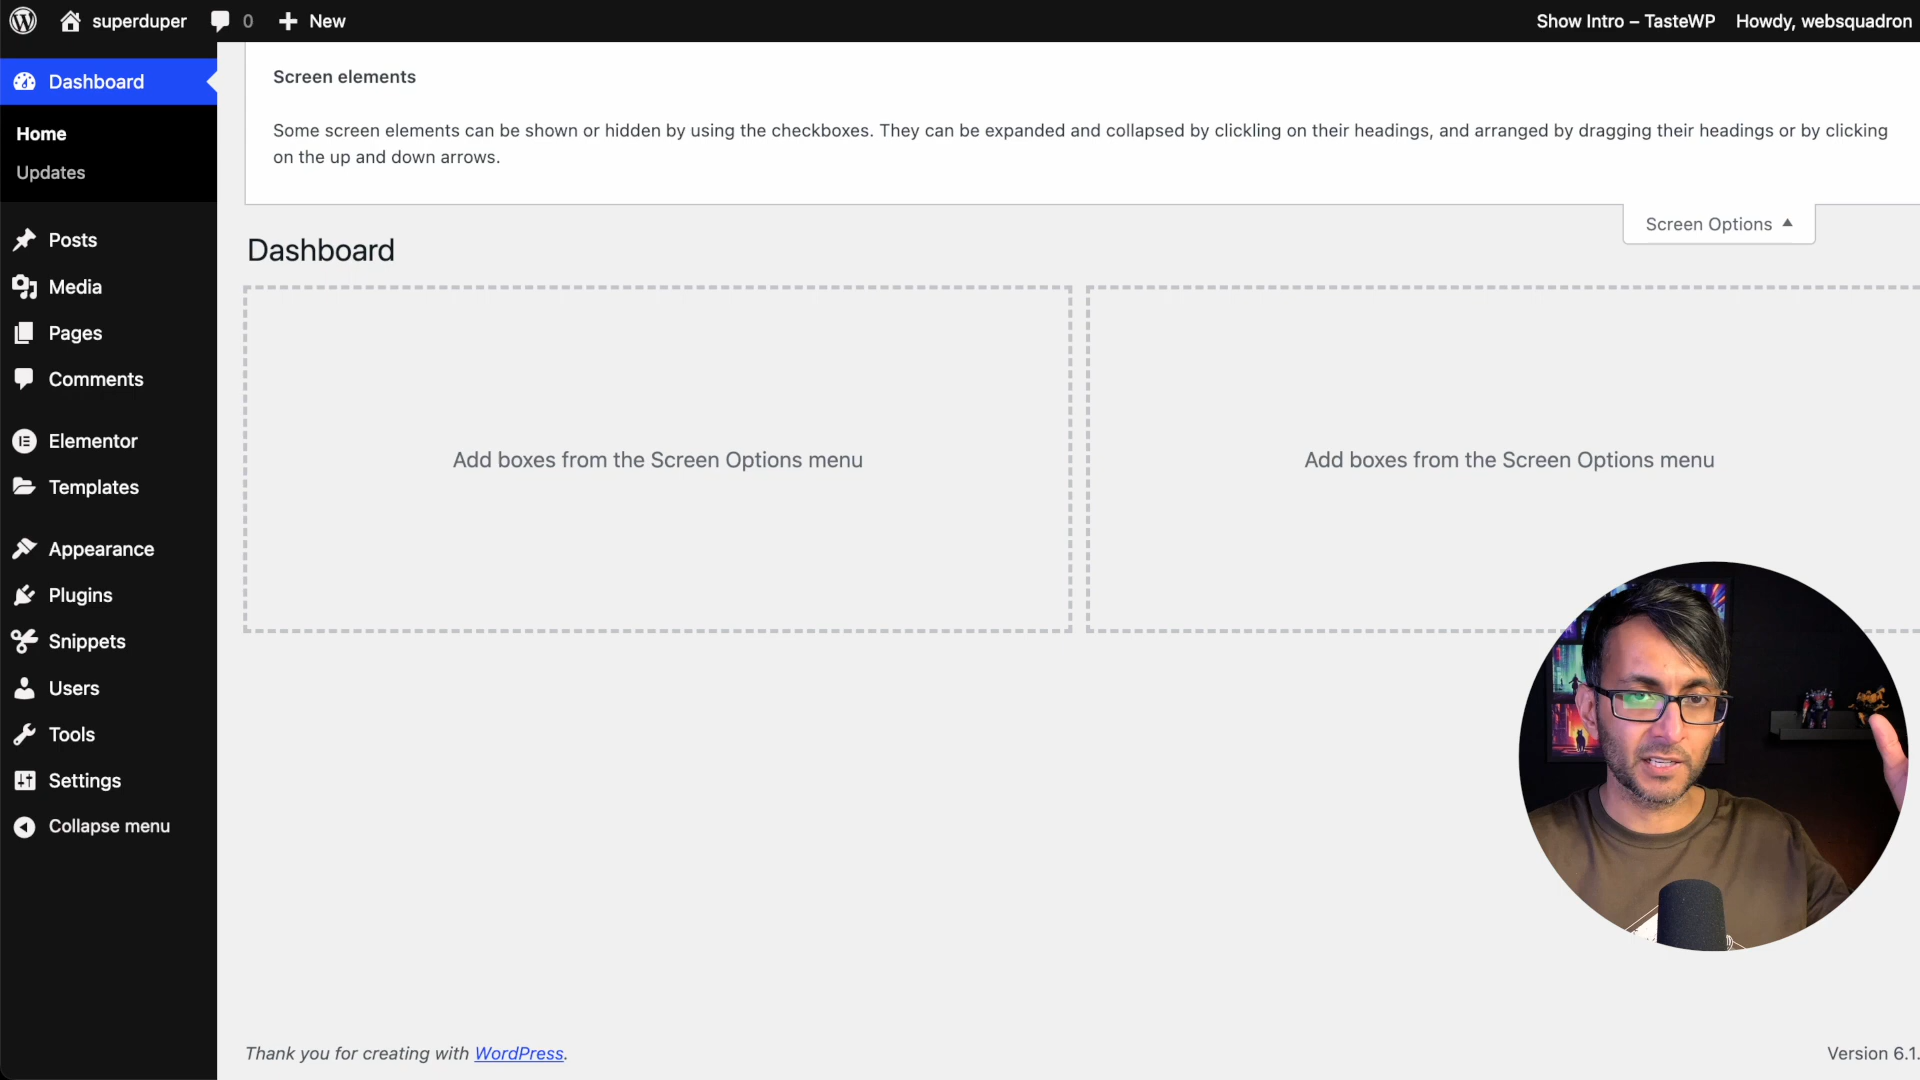 superduper
0
New
Show Intro – TasteWP
Howdy, websquadron
Dashboard
Home
Updates
Posts
Media
Pages
Comments
Elementor
Templates
Appearance
Plugins
Snippets
Users
Tools
Settings
Collapse menu
Screen elements
Some screen elements can be shown or hidden by using the checkboxes. They can be expanded and collapsed by clickling on their headings, and arranged by dragging their headings or by clicking
on the up and down arrows.
Screen Options
Dashboard
Add boxes from the Screen Options menu
Add boxes from the Screen Options menu
Thank you for creating with WordPress.
Version 6.1.